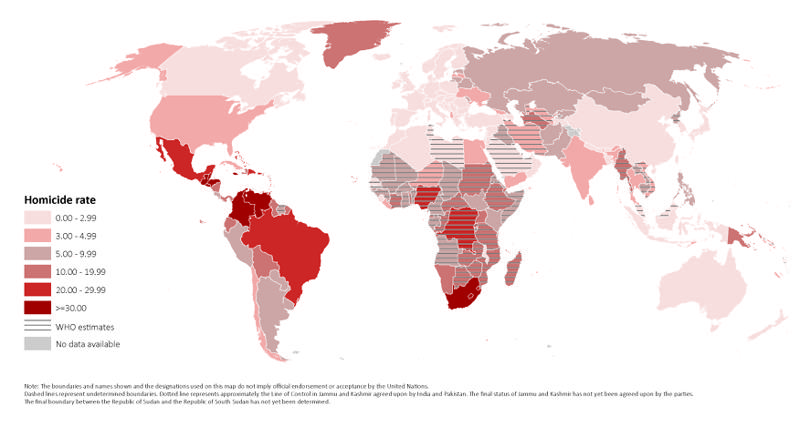 Homicide rate
0.00 - 2.99
3.00 - 4.99
5.00 - 9.99
10.00 - 19.99
20.00 - 29.99
>=30.00
WHO estimates
No data available
Note: The boundaries and names shown and the designations used on this map do not imply official endorsement or acceptance by the United Nations.
Dashed lines represent undetermined boundaries. Dotted line represents approximately the Line of Control in Jammu and Kashmir agreed upon by India and Pakistan. The final status of Jammu and Kashmir has not yet been agreed upon by the parties.
The final boundary between the Republic of Sudan and the Republic of South Sudan has not yet been determined.